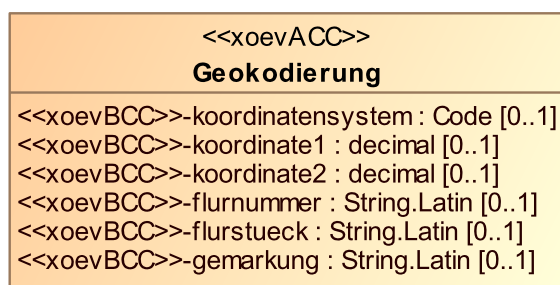 <<xoevACC>>
Geokodierung
<<xoevBCC>>-koordinatensystem : Code [0..1]
<<xoevBCC>>-koordinate1 : decimal [0..1]
<<xoevBCC>>-koordinate2 : decimal [0..1]
<<xoevBCC>>-flurnummer : String.Latin [0..1]
<<xoevBCC>>-flurstueck : String.Latin [0..1]
<<xoevBCC>>-gemarkung : String.Latin [0..1]